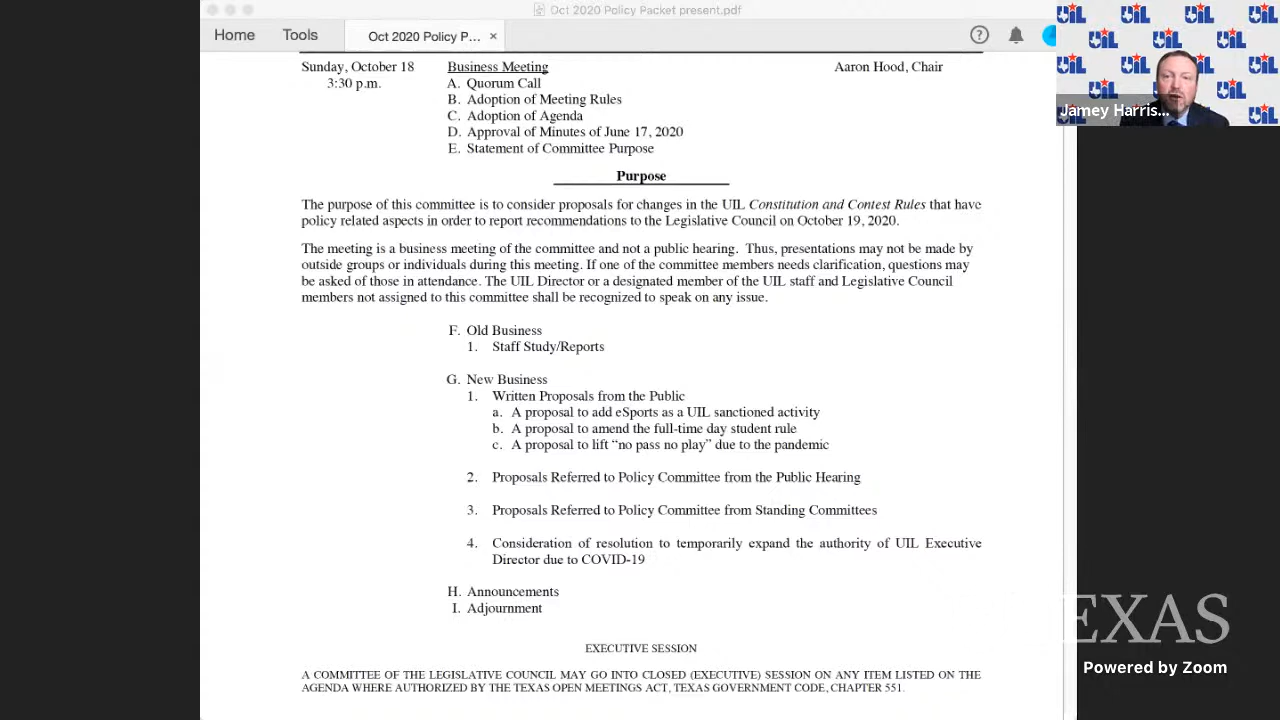 Oct 2020 Policy Packet present.pdf
Home Tools Oct 2020 Policy P... ×
UIL UIL UIL UIL
UIL UIL UIL
UIL UIL
UIL UIL
UIL
Jamey Harris...
Sunday, October 18 Business Meeting Aaron Hood, Chair
3:30 p.m. A. Quorum Call
B. Adoption of Meeting Rules
C. Adoption of Agenda
D. Approval of Minutes of June 17, 2020
E. Statement of Committee Purpose
Purpose
The purpose of this committee is to consider proposals for changes in the UIL Constitution and Contest Rules that have
policy related aspects in order to report recommendations to the Legislative Council on October 19, 2020.
The meeting is a business meeting of the committee and not a public hearing. Thus, presentations may not be made by
outside groups or individuals during this meeting. If one of the committee members needs clarification, questions may
be asked of those in attendance. The UIL Director or a designated member of the UIL staff and Legislative Council
members not assigned to this committee shall be recognized to speak on any issue.
F. Old Business
1. Staff Study/Reports
G. New Business
1. Written Proposals from the Public
a. A proposal to add eSports as a UIL sanctioned activity
b. A proposal to amend the full-time day student rule
c. A proposal to lift “no pass no play” due to the pandemic
2. Proposals Referred to Policy Committee from the Public Hearing
3. Proposals Referred to Policy Committee from Standing Committees
4. Consideration of resolution to temporarily expand the authority of UIL Executive
Director due to COVID-19
H. Announcements
I. Adjournment
EXECUTIVE SESSION
A COMMITTEE OF THE LEGISLATIVE COUNCIL MAY GO INTO CLOSED (EXECUTIVE) SESSION ON ANY ITEM LISTED ON THE
AGENDA WHERE AUTHORIZED BY THE TEXAS OPEN MEETINGS ACT, TEXAS GOVERNMENT CODE, CHAPTER 551.
EXAS
Powered by Zoom